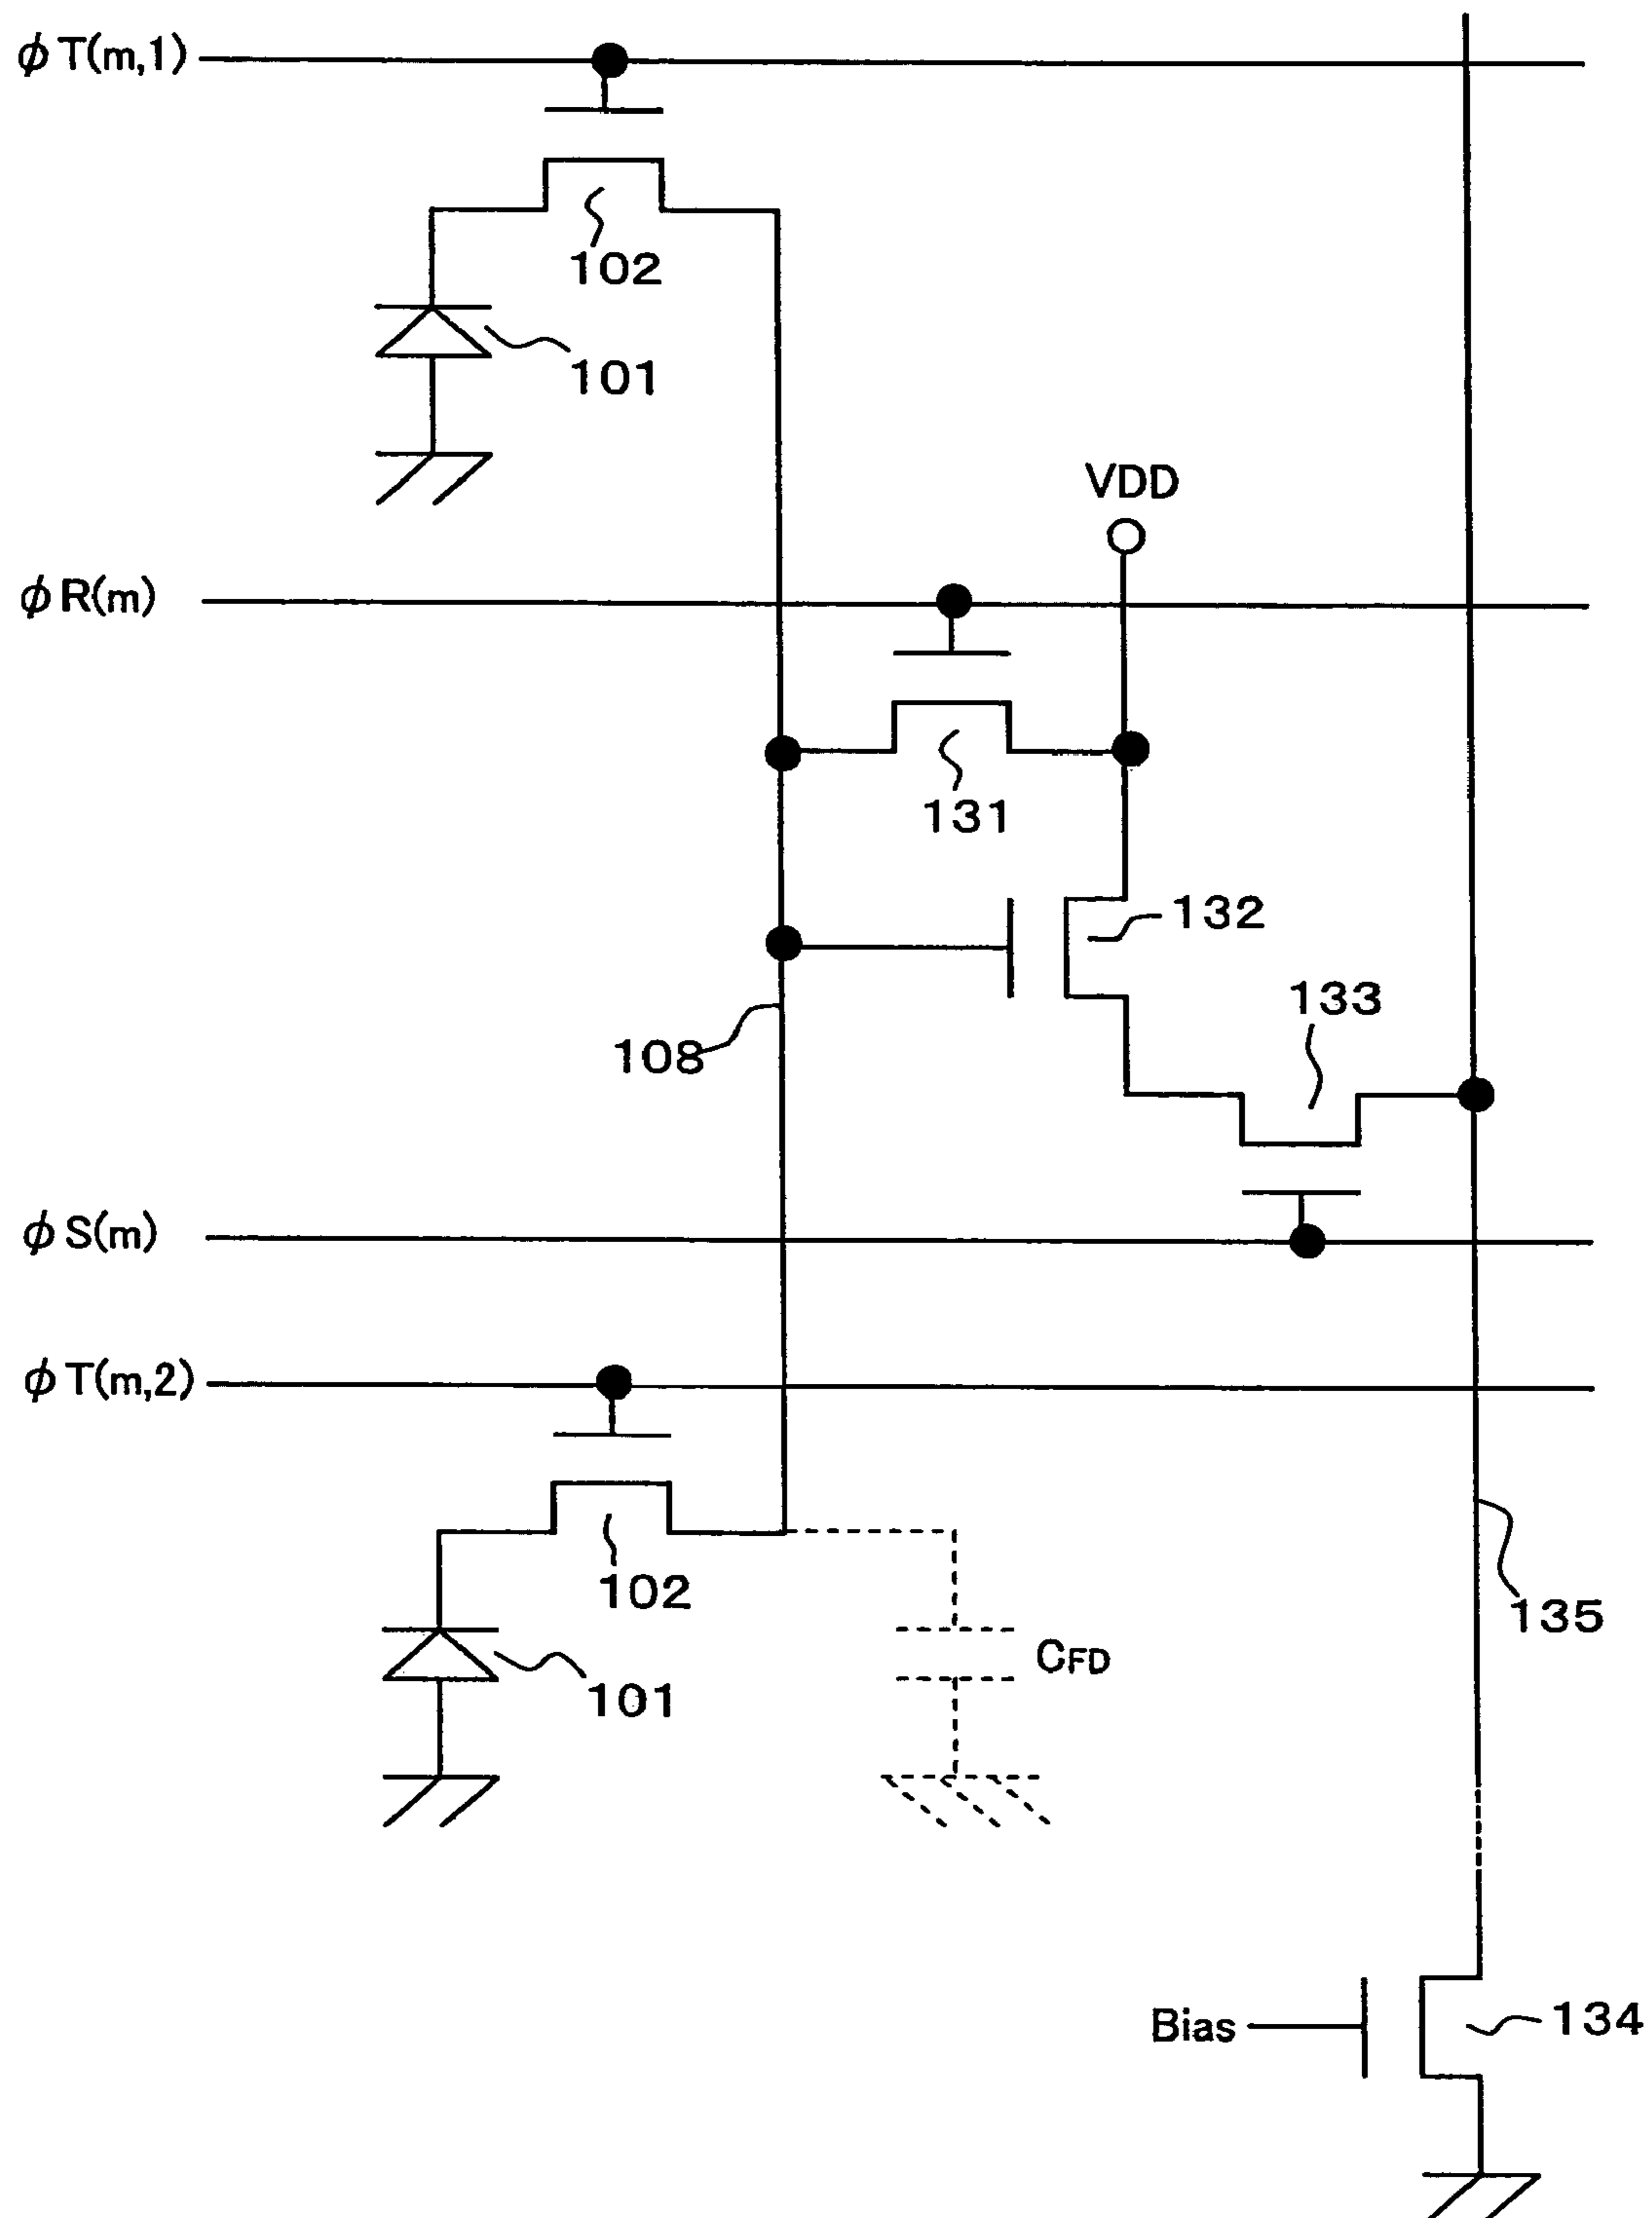 ϕT(m,1)
102
101
VDD
ϕR(m)
131
132
133
108
ϕS(m)
ϕT(m,2)
102
CFD
135
101
Bias
134